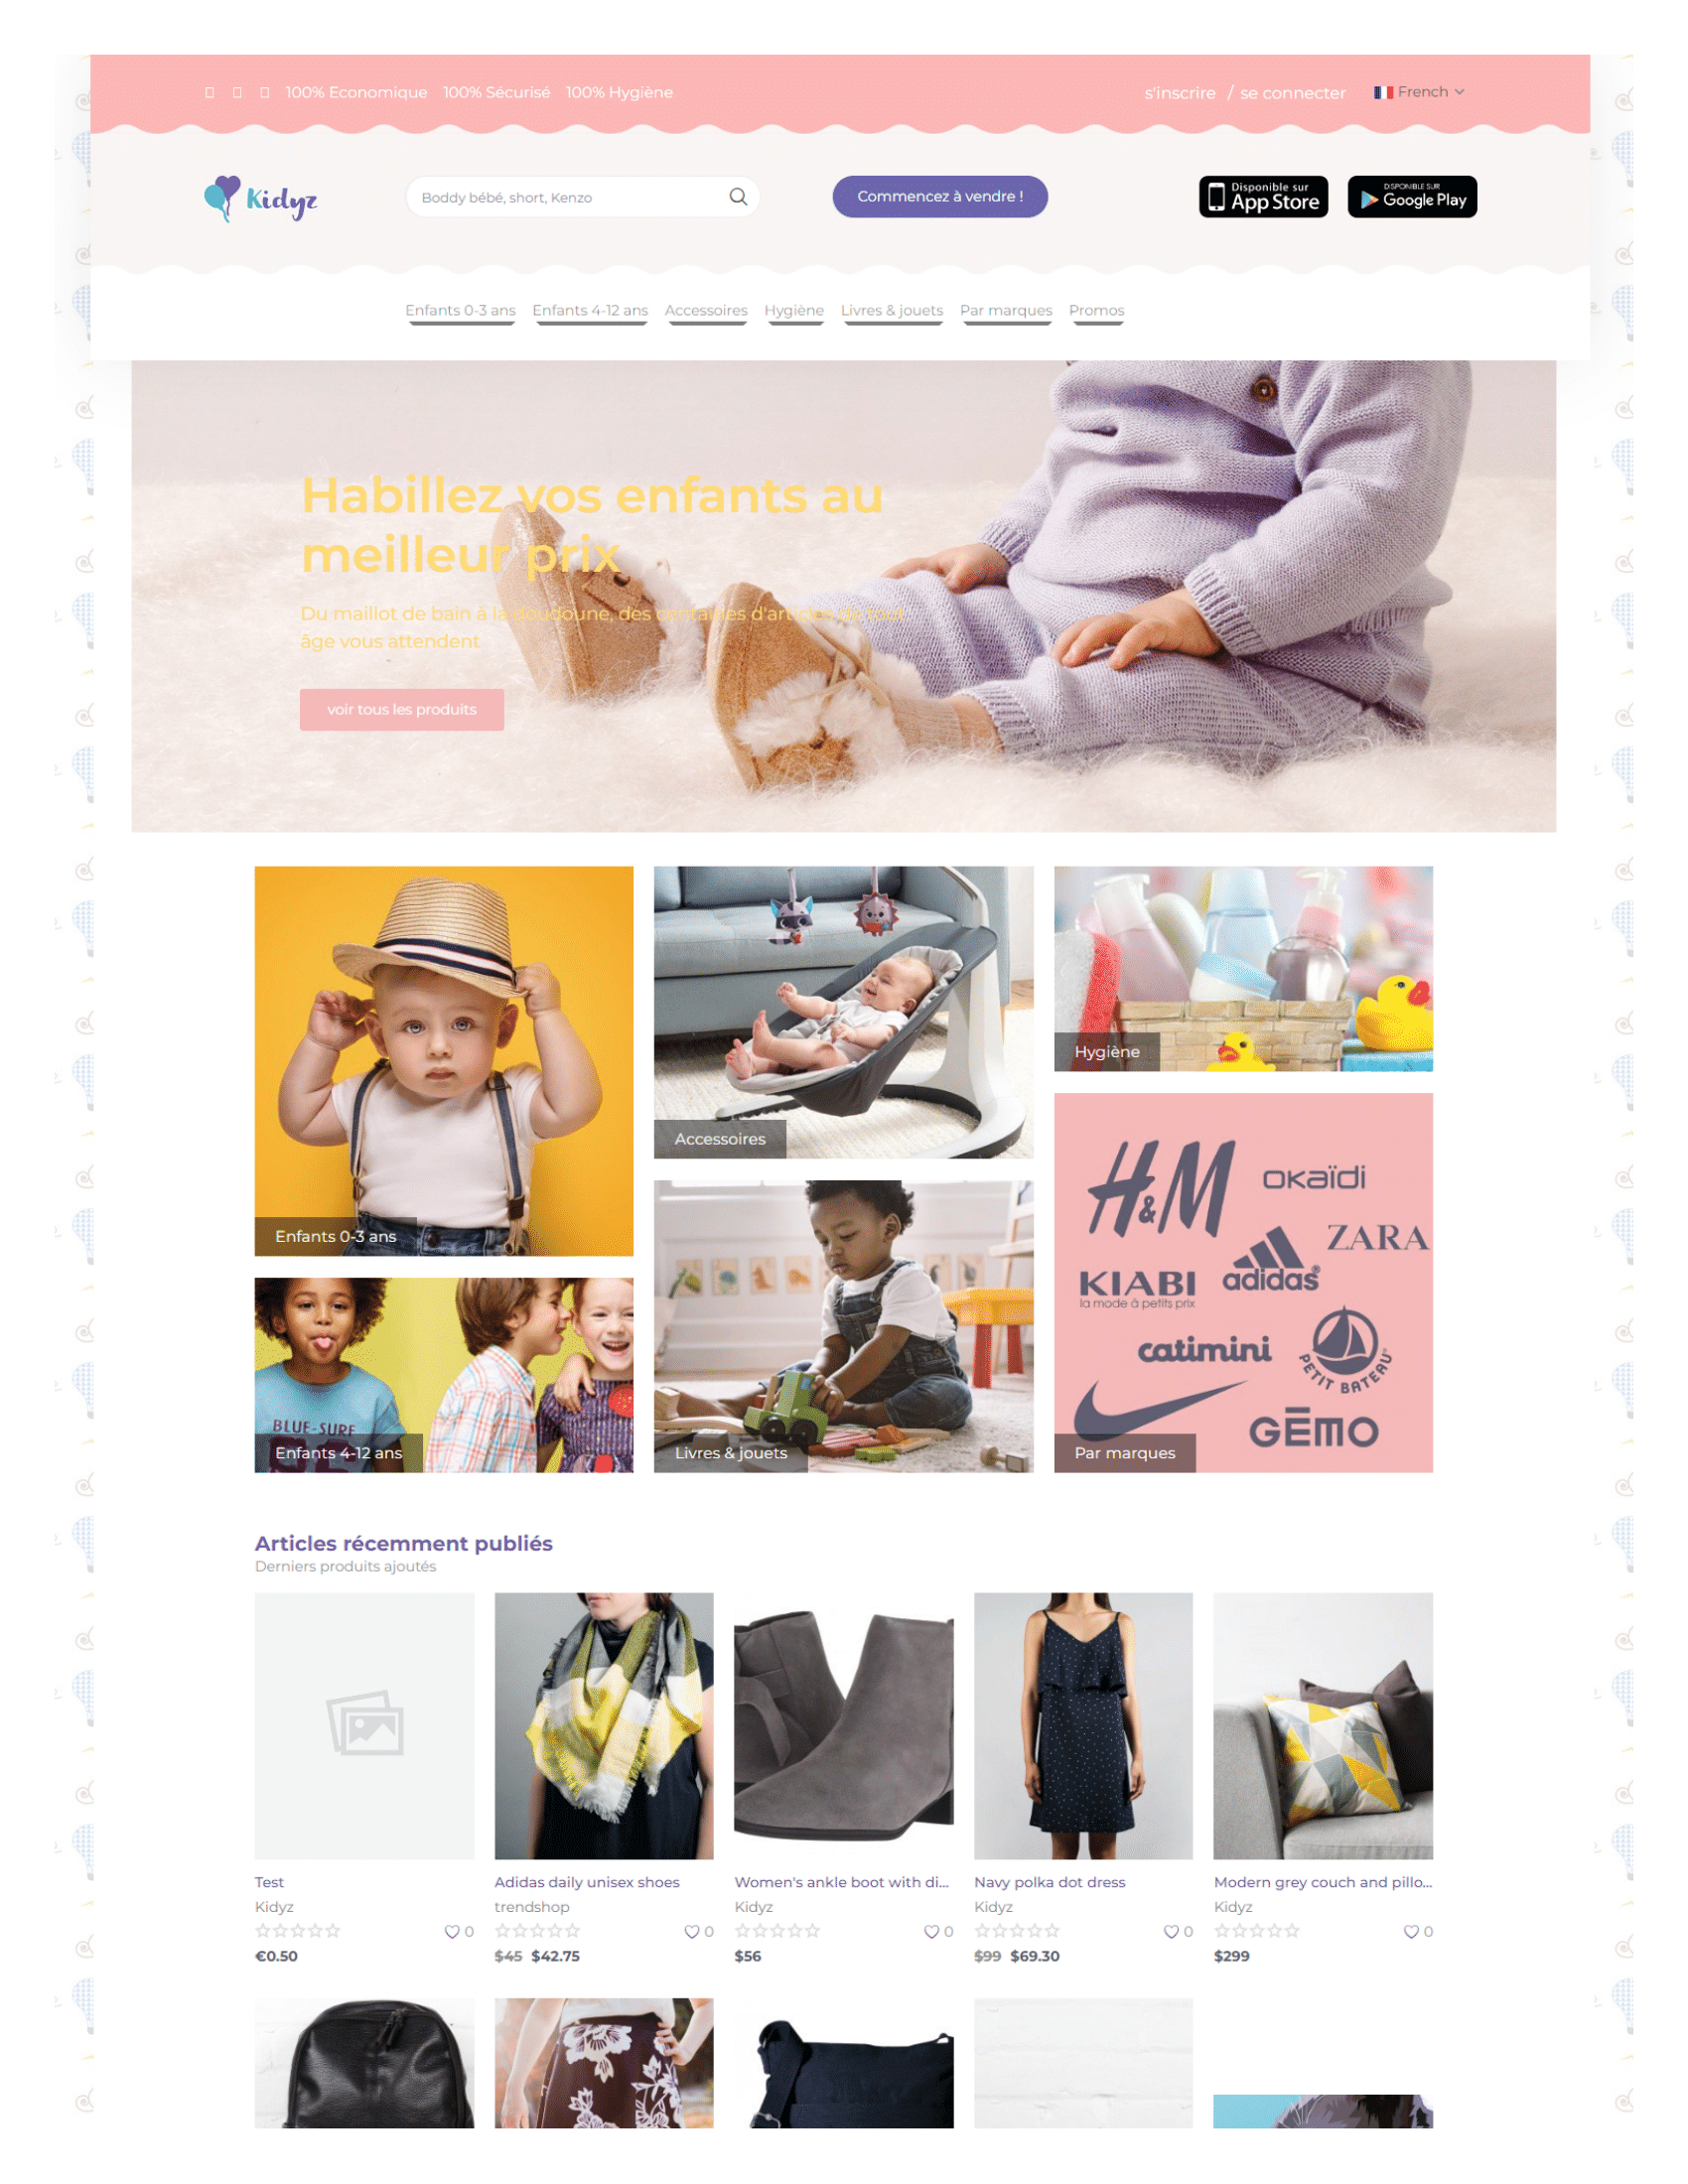 100% Economique 100% Sécurisé 100% Hygiène
s'inscrire / se connecter
French
Kidyz
Boddy bébé, short, Kenzo
Commencez à vendre !
Disponible sur
App Store
DISPONIBLE SUR
Google Play
Enfants 0-3 ans Enfants 4-12 ans Accessoires Hygiène Livres & jouets Par marques Promos
Habillez vos enfants au
meilleur prix
Du maillot de bain à la doudoune, des centaines d'articles de tout
âge vous attendent
voir tous les produits
Enfants 0-3 ans
BLUE-SURF
Enfants 4-12 ans
Accessoires
Livres & jouets
Hygiène
H&M
OKAÏDI
ZARA
adidas®
KIABI
la mode à petits prix
catimini
PETIT BATEAU
GĒMO
Par marques
Articles récemment publiés
Derniers produits ajoutés
Test
Kidyz
0
€0.50
Adidas daily unisex shoes
trendshop
0
$45 $42.75
Women's ankle boot with di...
Kidyz
0
$56
Navy polka dot dress
Kidyz
0
$99 $69.30
Modern grey couch and pillo...
Kidyz
0
$299